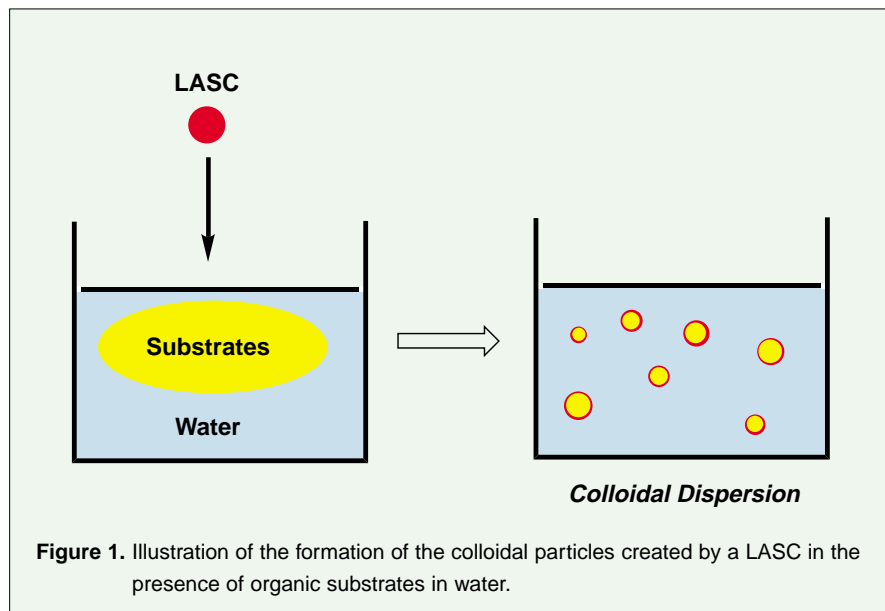 LASC
Substrates
Water
Colloidal Dispersion
Figure 1. Illustration of the formation of the colloidal particles created by a LASC in the
presence of organic substrates in water.